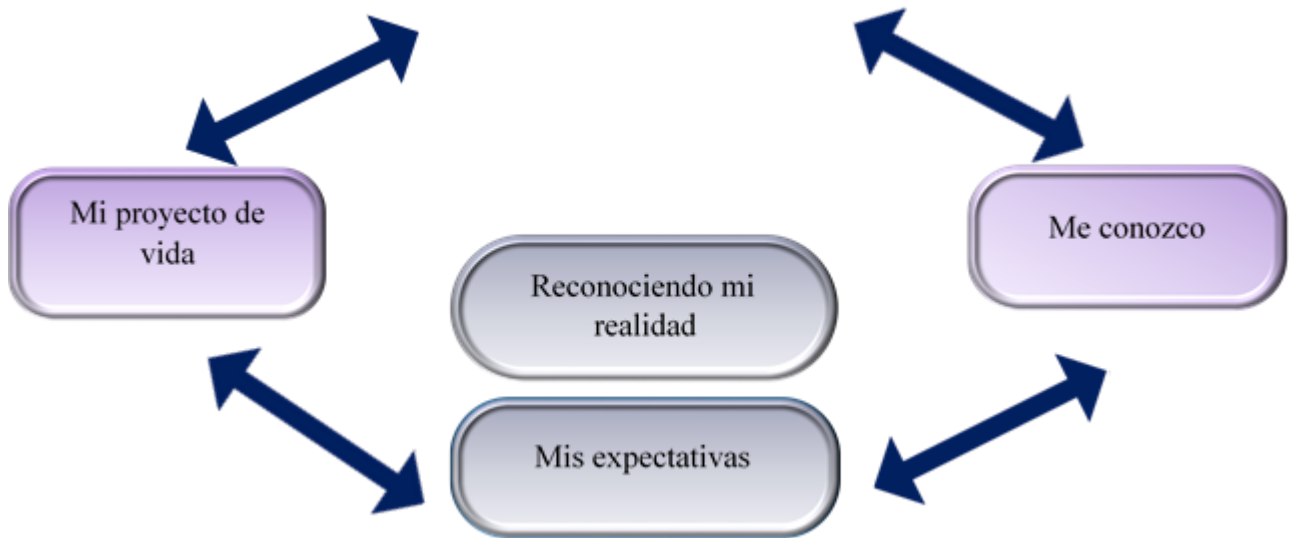 Mi proyecto de
vida
Me conozco
Reconociendo mi
realidad
Mis expectativas